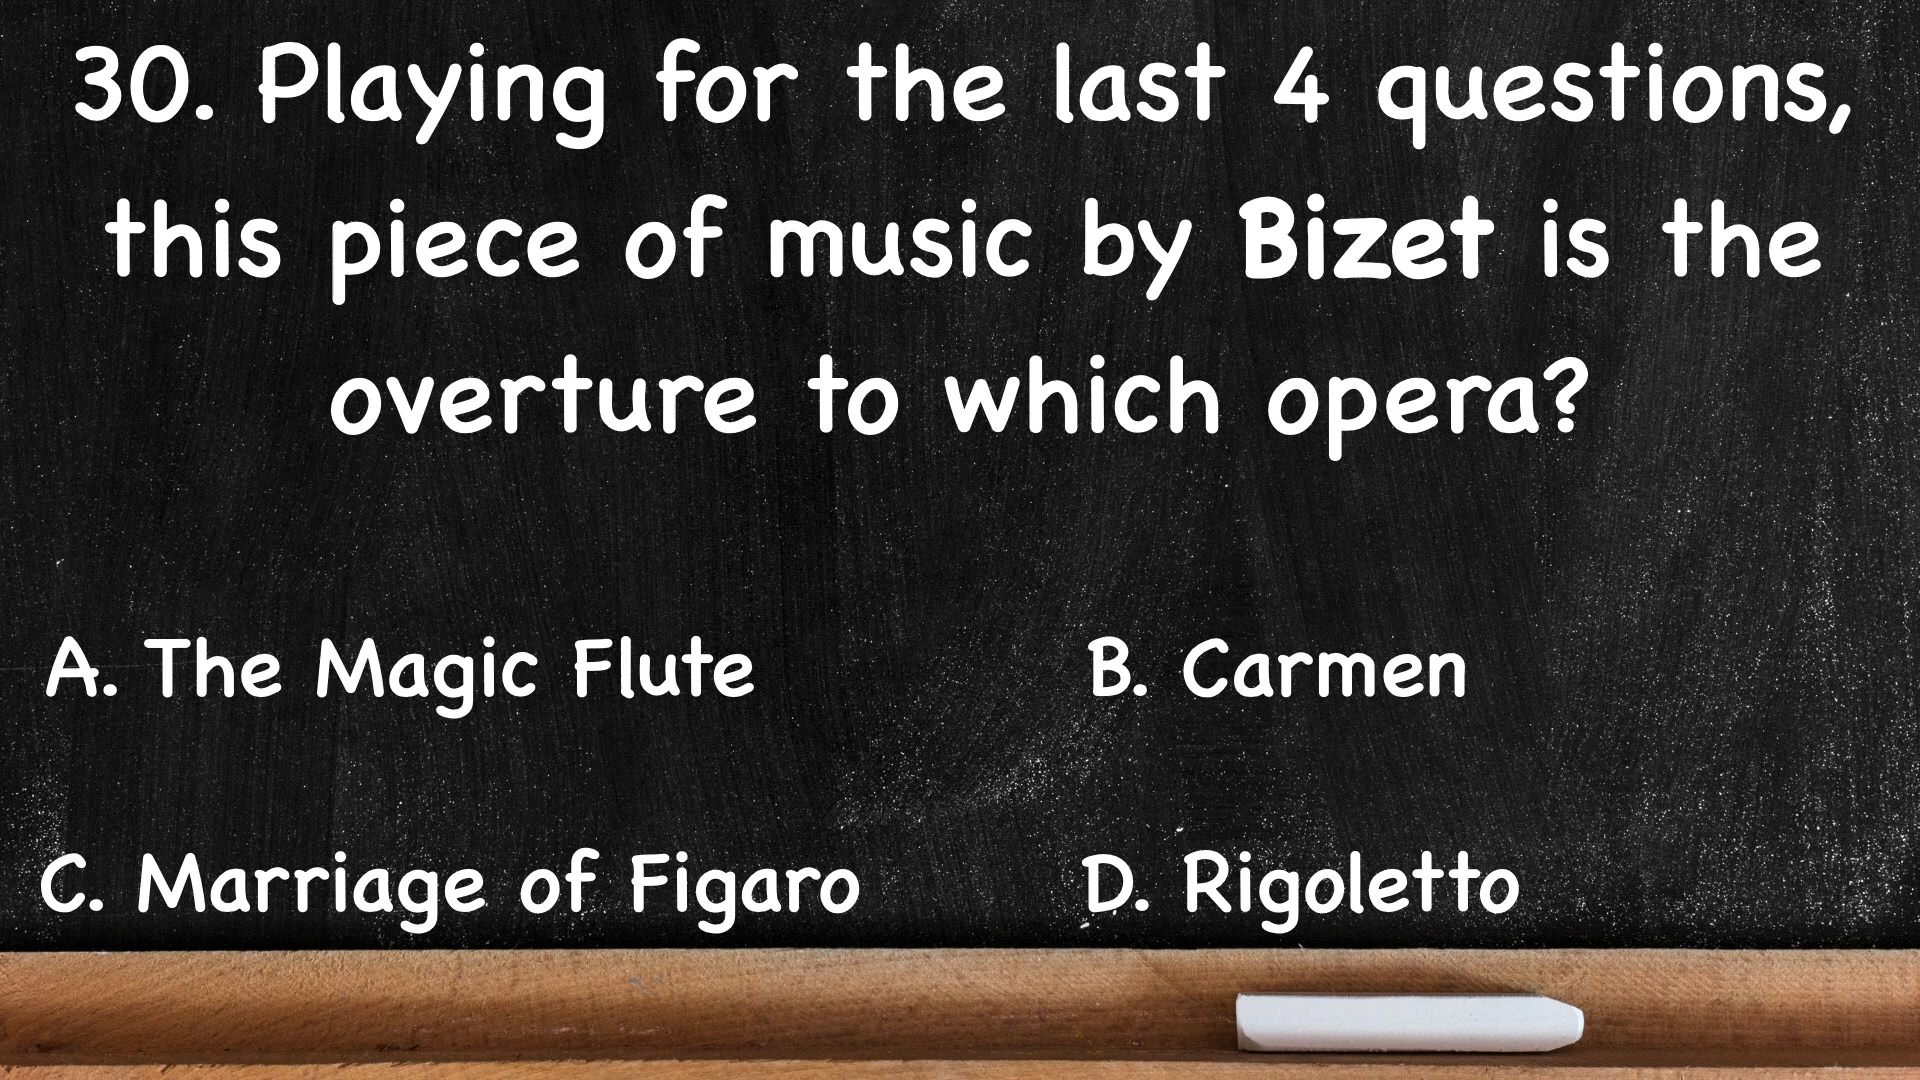 30. Playing for the last 4 questions,
this piece of music by Bizet is the
overture to which opera?
A. The Magic Flute
B. Carmen
C. Marriage of Figaro
D. Rigoletto